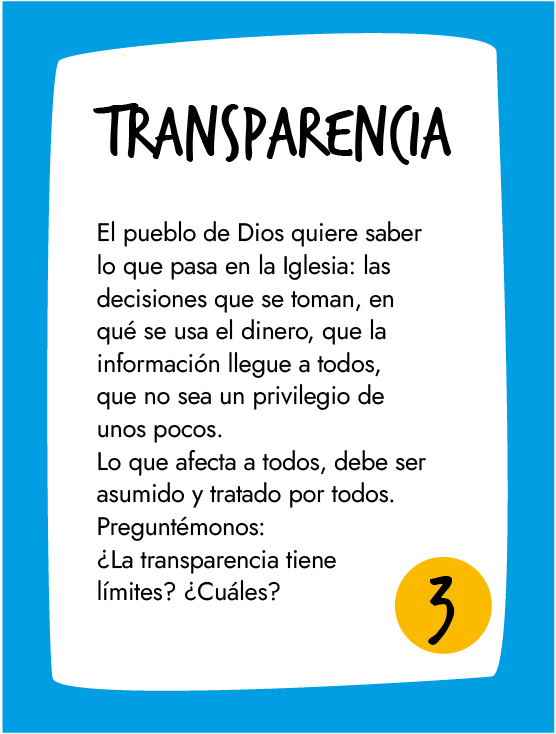 TRANSPARENCIA
El pueblo de Dios quiere saber
lo que pasa en la Iglesia: las
decisiones que se toman, en
qué se usa el dinero, que la
información llegue a todos,
que no sea un privilegio de
unos pocos.
Lo que afecta a todos, debe ser
asumido y tratado por todos.
Preguntémonos:
¿La transparencia tiene
límites? ¿Cuáles?
3